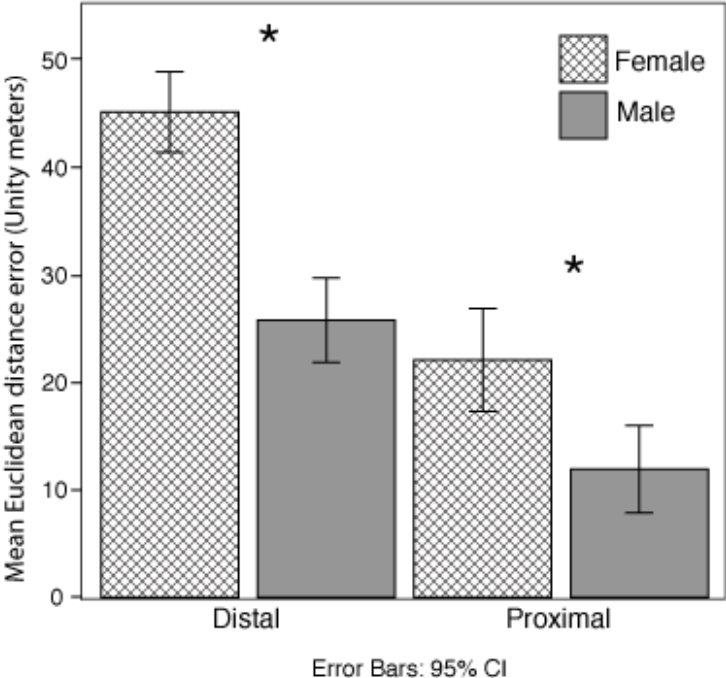 Mean Euclidean distance error (Unity meters)
50
40
30
20
10
0
*
*
Female
Male
Distal
Proximal
Error Bars: 95% CI